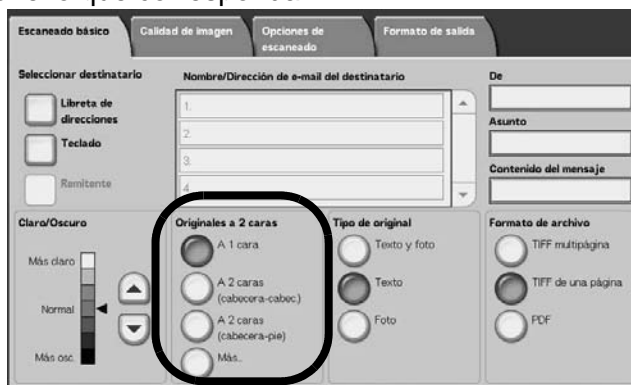 Escaneado básico
Calidad de imagen
Opciones de
escaneado
Formato de salida
Seleccionar destinatario
Nombre/Dirección de e-mail del destinatario
De
Libreta de
direcciones
Teclado
Remitente
1.
2.
3.
4.
Asunto
Contenido del mensaje
Claro/Oscuro
Más claro
Normal
Más osc.
Originales a 2 caras
A 1 cara
A 2 caras
(cabecera-cabec.)
A 2 caras
(cabecera-pie)
Más..
Tipo de original
Texto y foto
Texto
Foto
Formato de archivo
TIFF multipágina
TIFF de una página
PDF